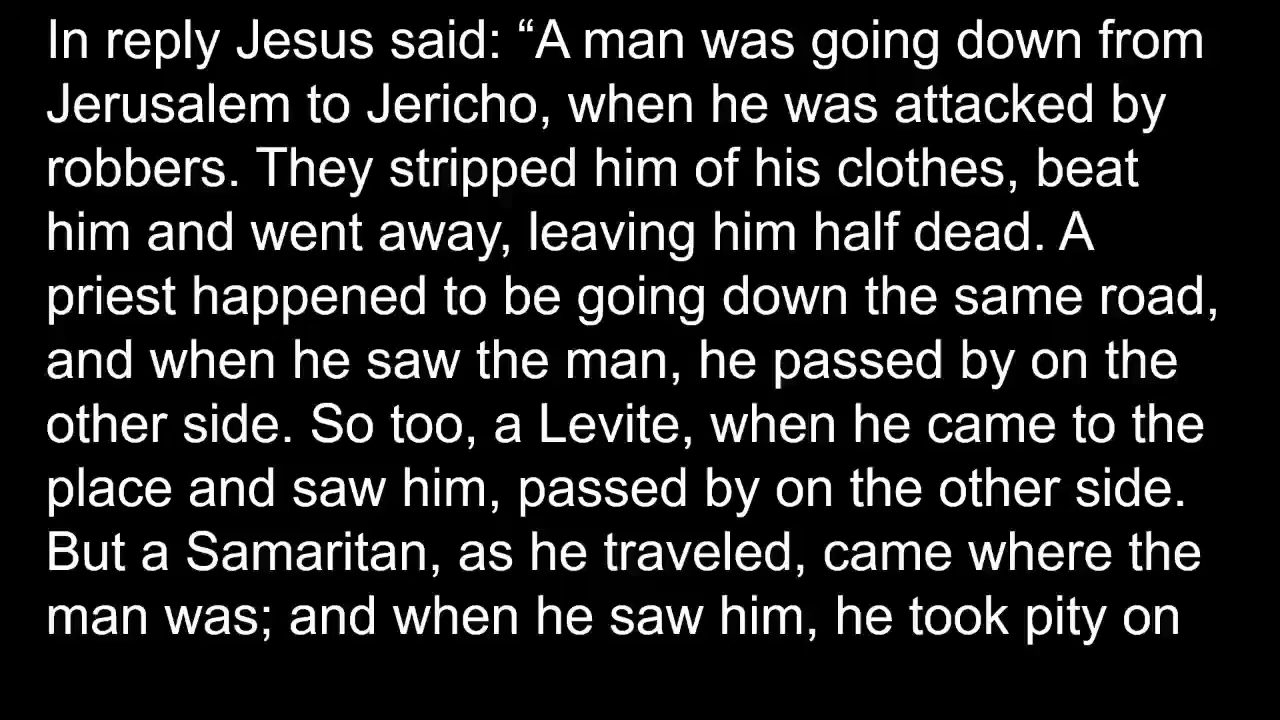 In reply Jesus said: “A man was going down from
Jerusalem to Jericho, when he was attacked by
robbers. They stripped him of his clothes, beat
him and went away, leaving him half dead. A
priest happened to be going down the same road,
and when he saw the man, he passed by on the
other side. So too, a Levite, when he came to the
place and saw him, passed by on the other side.
But a Samaritan, as he traveled, came where the
man was; and when he saw him, he took pity on